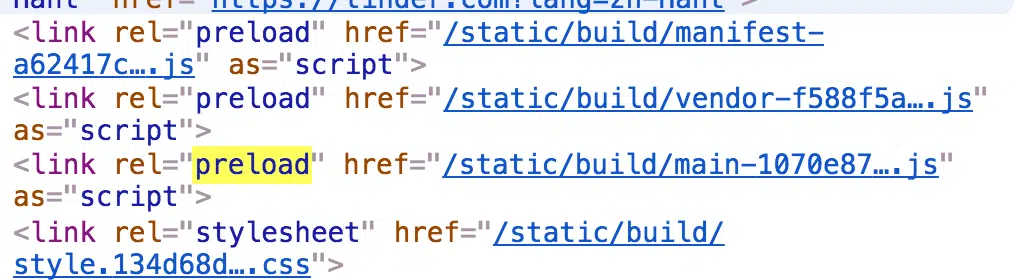 hant" href="https://tinder.com?lang=zh-Hant">
<link rel="preload" href="/static/build/manifest-
a62417c….js" as="script">
<link rel="preload" href="/static/build/vendor-f588f5a….js"
as="script">
<link rel="preload" href="/static/build/main-1070e87….js"
as="script">
<link rel="stylesheet" href="/static/build/
style.134d68d….css">